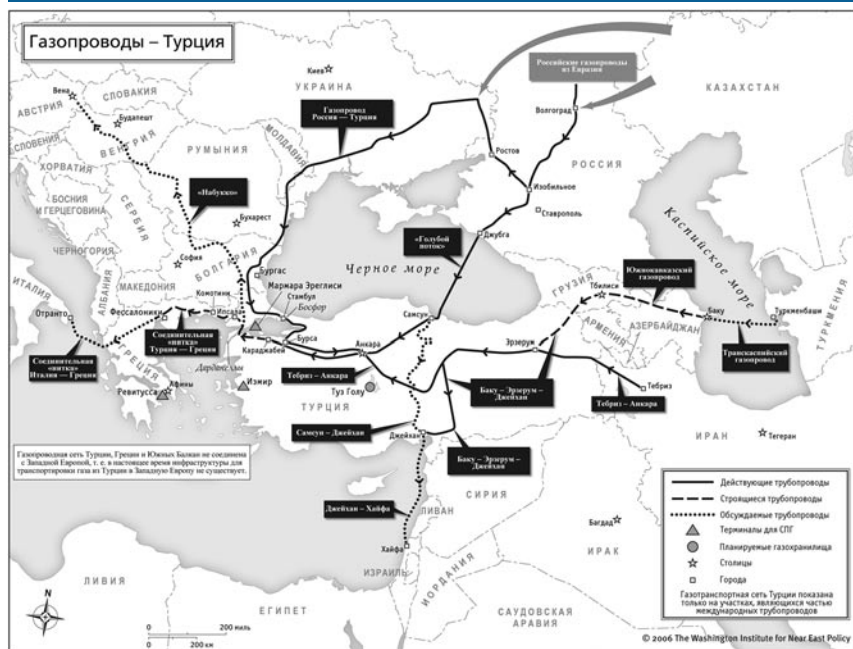 Газопроводы – Турция
Киев
УКРАИНА
Российские газопроводы
из Евразии
КАЗАХСТАН
Вена
СЛОВАКИЯ
АВСТРИЯ
Будапешт
ВЕНГРИЯ
Газопровод
Россия — Турция
МОЛДАВИЯ
Волгоград
РОССИЯ
Ростов
СЛОВЕНИЯ
ХОРВАТИЯ
РУМЫНИЯ
БОСНИЯ
И ГЕРЦЕГОВИНА
СЕРБИЯ
«Набукко»
Бухарест
Изобильное
Ставрополь
Джубга
«Голубой
поток»
Каспийское море
ЧЕРНОГОРИЯ
София
БОЛГАРИЯ
Бургас
Черное море
Южнокавказский
газопровод
ГРУЗИЯ
Тбилиси
ИТАЛИЯ
АЛБАНИЯ
МАКЕДОНИЯ
Комотини
Мармара Эреглиси
Стамбул
Босфор
Отранто
Фессалоники
Ипсала
Самсун
Баку
Туркменбаши
ТУРКМЕНИЯ
АРМЕНИЯ
АЗЕРБАЙДЖАН
Транскаспийский
газопровод
Соединительная
«нитка»
Турция — Греция
Соединительная
«нитка»
Италия — Греция
Караджабей
Бурса
Анкара
Эрзерум
Дарданеллы
ГРЕЦИЯ
Афины
Ревитусса
Измир
Тебриз – Анкара
Туз Голу
ТУРЦИЯ
Баку – Эрзерум –
Джейхан
Тебриз
Тебриз – Анкара
Самсун – Джейхан
Джейхан
Баку – Эрзерум –
Джейхан
ИРАН
Тегеран
Газопроводная сеть Турции, Греции и Южных Балкан не соединена
с Западной Европой, т. е. в настоящее время инфраструктуры для
транспортировки газа из Турции в Западную Европу не существует.
СИРИЯ
Джейхан – Хайфа
ЛИВАН
Багдад
ИРАК
Хайфа
ИЗРАИЛЬ
ИОРДАНИЯ
ЛИВИЯ
ЕГИПЕТ
САУДОВСКАЯ
АРАВИЯ
N
0 200 миль
0 200 км
Действующие трубопроводы
Строящиеся трубопроводы
Обсуждаемые трубопроводы
Терминалы для СПГ
Планируемые газохранилища
Столицы
Города
Газотранспортная сеть Турции показана
только на участках, являющихся частью
международных трубопроводов
© 2006 The Washington Institute for Near East Policy